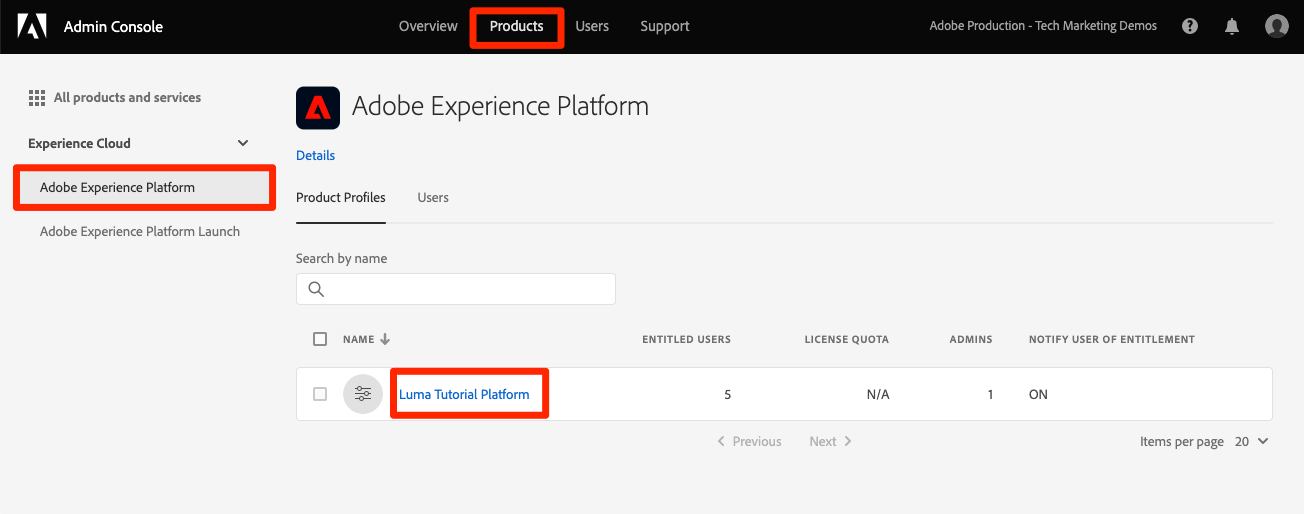 Admin Console
Overview Products Users Support
Adobe Production - Tech Marketing Demos
All products and services
Experience Cloud
Adobe Experience Platform
Adobe Experience Platform Launch
Adobe Experience Platform
Details
Product Profiles Users
Search by name
NAME ENTITLED USERS LICENSE QUOTA ADMINS NOTIFY USER OF ENTITLEMENT
Luma Tutorial Platform 5 N/A 1 ON
Previous Next Items per page 20